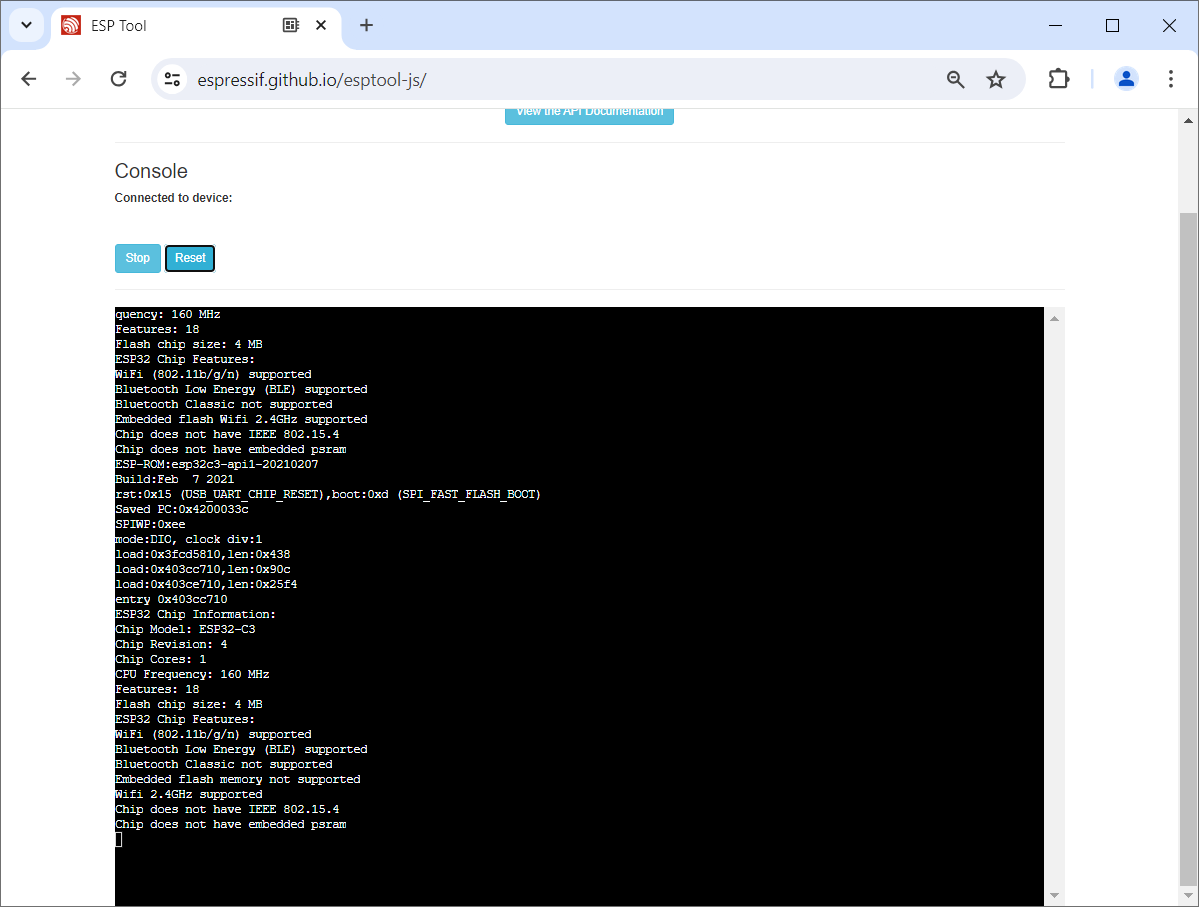 ESP Tool
espressif.github.io/esptool-js/
View the API Documentation
Console
Connected to device:
Stop Reset
quency: 160 MHz
Features: 18
Flash chip size: 4 MB
ESP32 Chip Features:
WiFi (802.11b/g/n) supported
Bluetooth Low Energy (BLE) supported
Bluetooth Classic not supported
Embedded flash Wifi 2.4GHz supported
Chip does not have IEEE 802.15.4
Chip does not have embedded psram
ESP-ROM:esp32c3-api1-20210207
Build:Feb  7 2021
rst:0x15 (USB_UART_CHIP_RESET),boot:0xd (SPI_FAST_FLASH_BOOT)
Saved PC:0x4200033c
SPIWP:0xee
mode:DIO, clock div:1
load:0x3fcd5810,len:0x438
load:0x403cc710,len:0x90c
load:0x403ce710,len:0x25f4
entry 0x403cc710
ESP32 Chip Information:
Chip Model: ESP32-C3
Chip Revision: 4
Chip Cores: 1
CPU Frequency: 160 MHz
Features: 18
Flash chip size: 4 MB
ESP32 Chip Features:
WiFi (802.11b/g/n) supported
Bluetooth Low Energy (BLE) supported
Bluetooth Classic not supported
Embedded flash memory not supported
Wifi 2.4GHz supported
Chip does not have IEEE 802.15.4
Chip does not have embedded psram